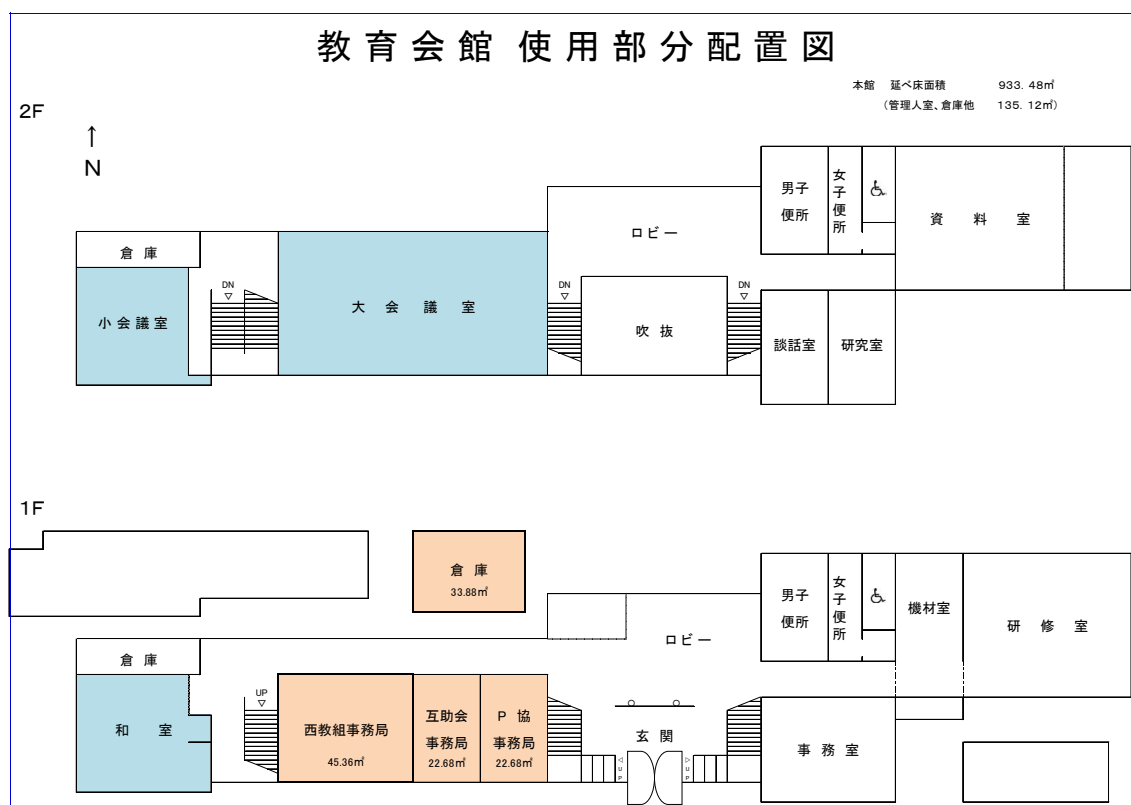 教育会館 使用部分配置図
本館 延べ床面積 933.48㎡
(管理人室、倉庫他 135.12㎡)
2F
↑
N
男子
便所
女子便所
資料室
ロビー
倉庫
DN
DN
DN
小会議室
大会議室
吹抜
談話室
研究室
1F
倉庫
33.88㎡
男子
便所
女子便所
機材室
研修室
ロビー
倉庫
UP
和室
西教組事務局
45.36㎡
互助会
事務局
22.68㎡
P協
事務局
22.68㎡
玄関
UP
UP
事務室